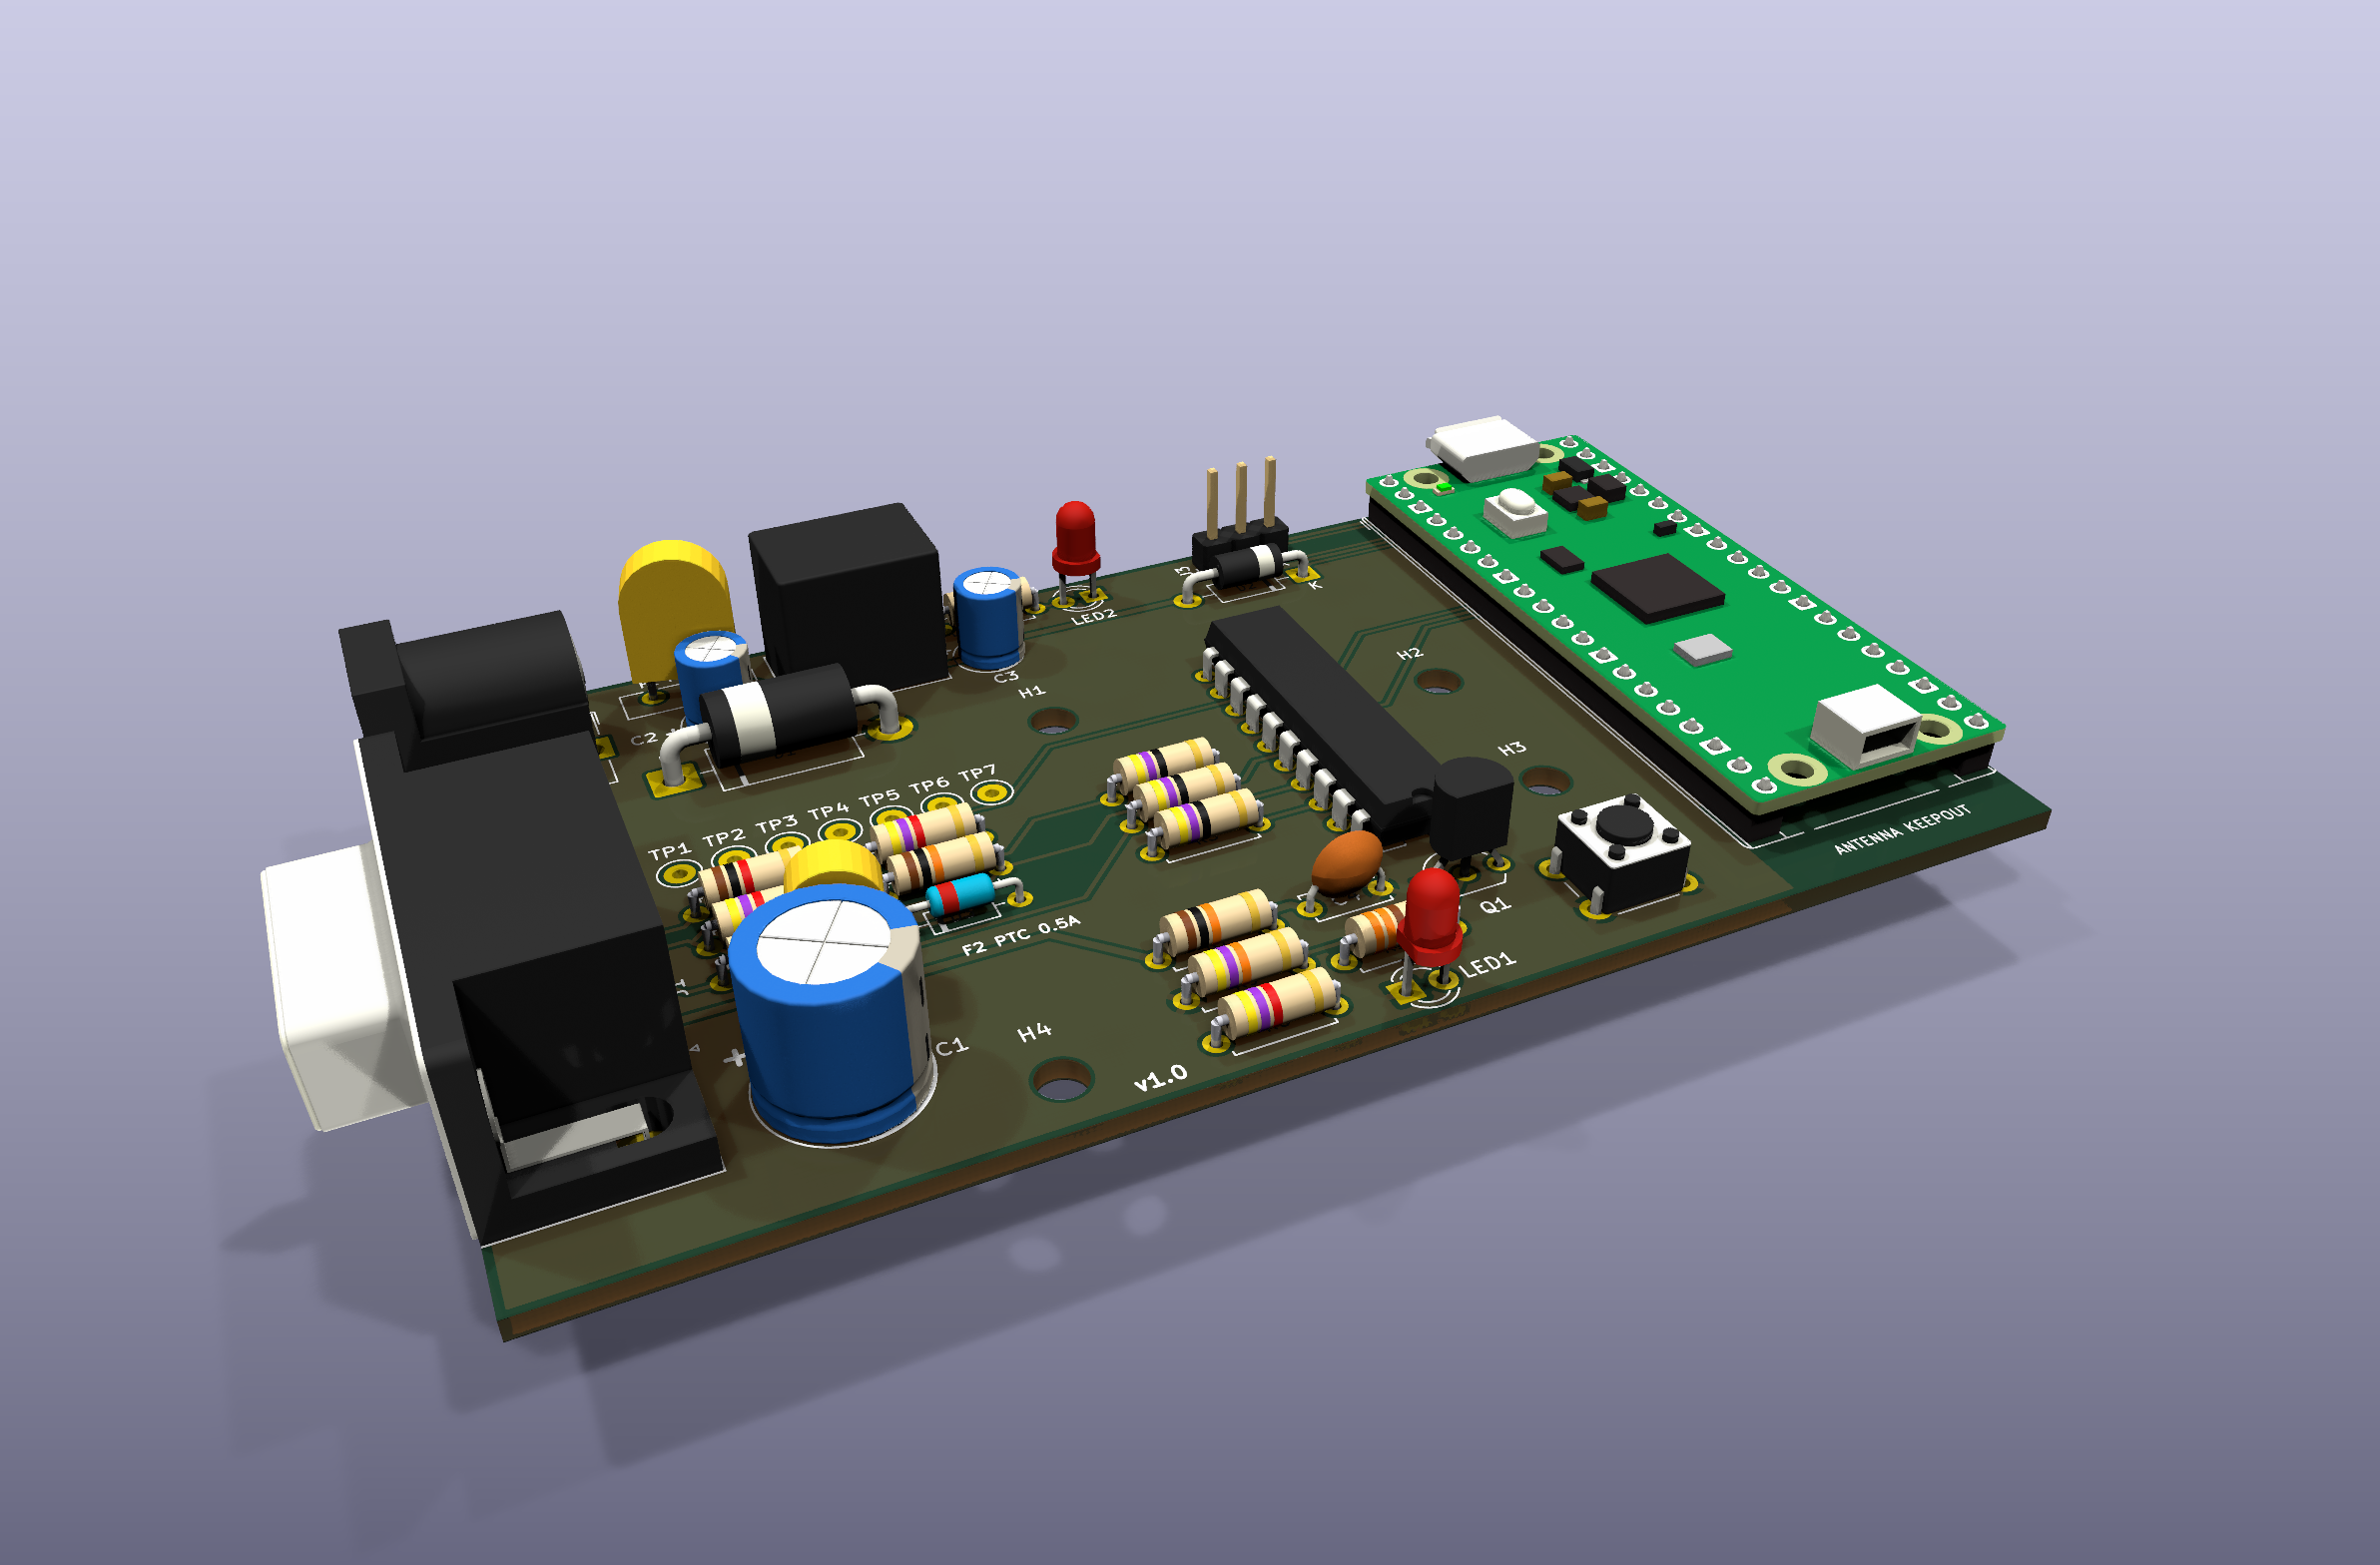 LED2
K
C3
H1
H2
C2 +
H3
TP1 TP2 TP3 TP4 TP5 TP6 TP7
ANTENNA KEEPOUT
Q1
F2 PTC 0.5A
LED1
+
C1
H4
v1.0